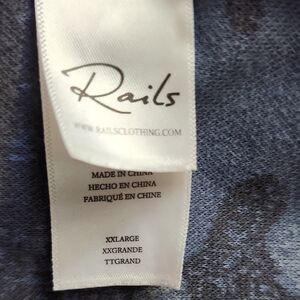 Rails
WWW.RAILSCLOTHING.COM
MADE IN CHINA
HECHO EN CHINA
FABRIQUÉ EN CHINE
XXLARGE
XXGRANDE
TTGRAND